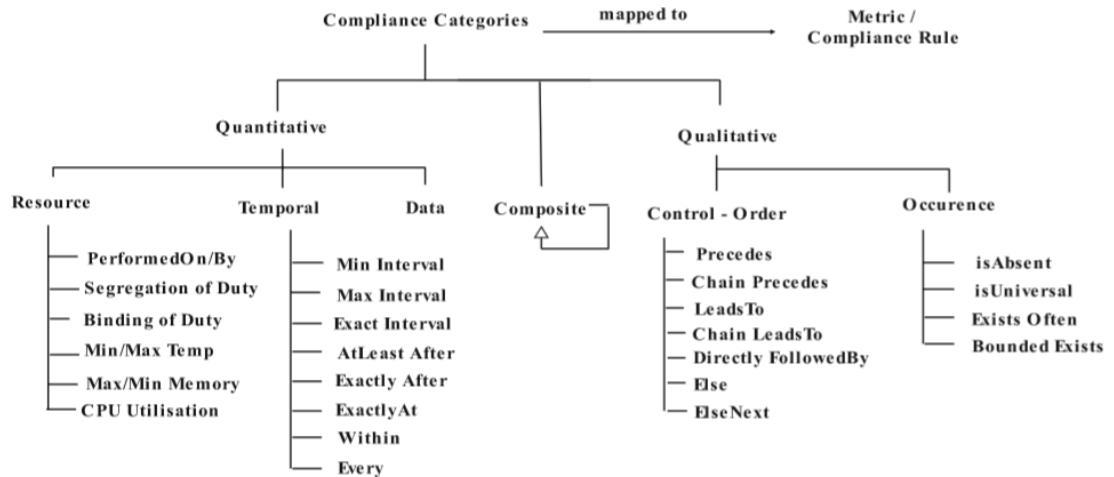 Compliance Categories
mapped to
Metric /
Compliance Rule
Quantitative
Qualitative
Resource
Temporal
Data
Composite
Control - Order
Occurence
PerformedOn/By
Segregation of Duty
Binding of Duty
Min/Max Temp
Max/Min Memory
CPU Utilisation
Min Interval
Max Interval
Exact Interval
AtLeast After
Exactly After
ExactlyAt
Within
Every
Precedes
Chain Precedes
LeadsTo
Chain LeadsTo
Directly FollowedBy
Else
ElseNext
isAbsent
isUniversal
Exists Often
Bounded Exists